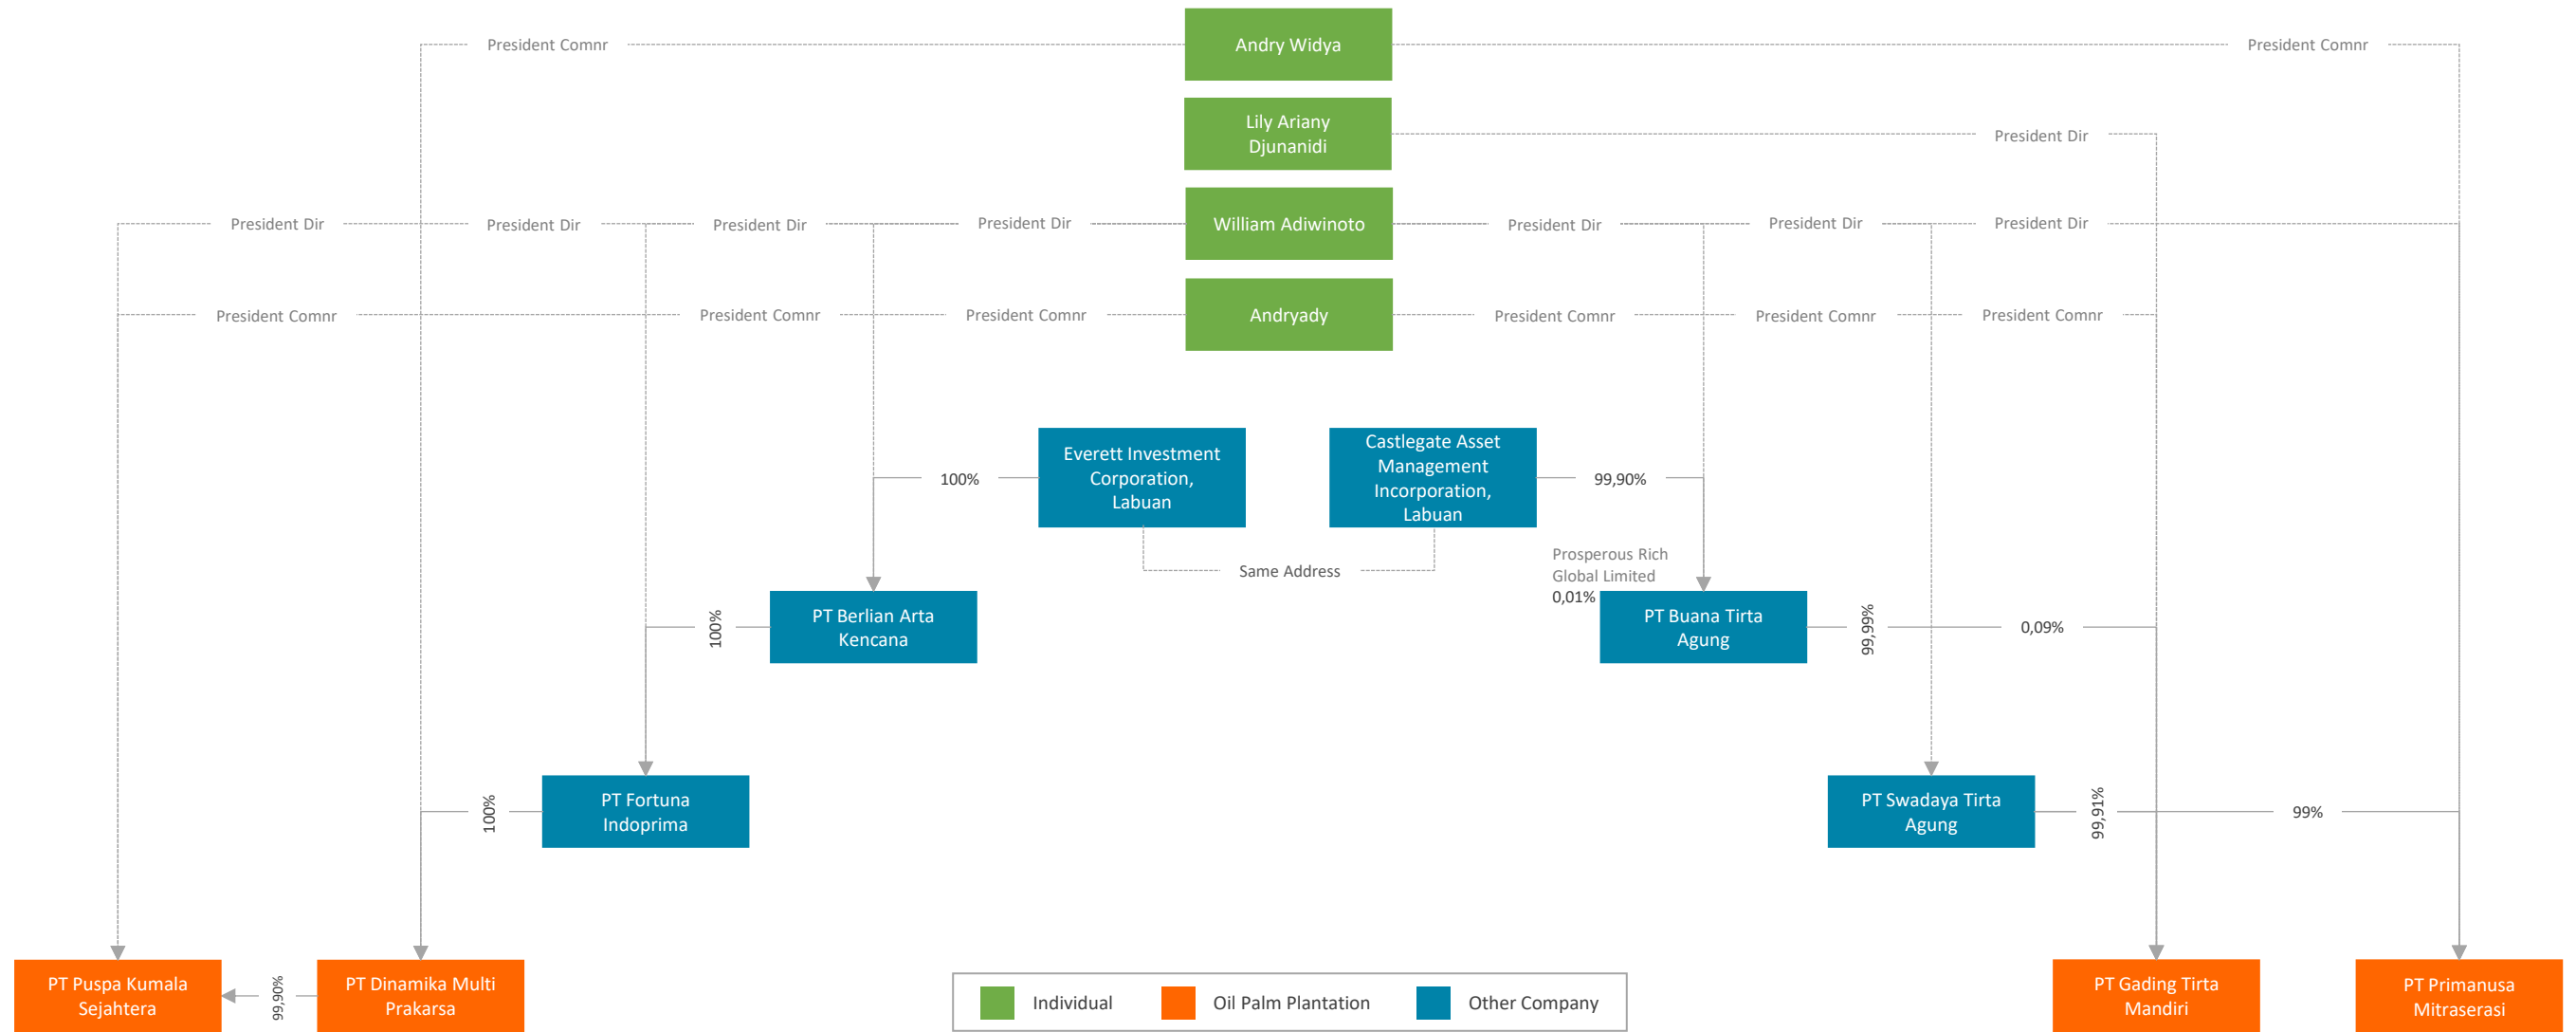 Andry Widya
President Comnr
President Comnr
Lily Ariany
Djunanidi
President Dir
President Dir
President Dir
President Dir
President Dir
William Adiwinoto
President Dir
President Dir
President Dir
President Comnr
President Comnr
President Comnr
Andryady
President Comnr
President Comnr
President Comnr
Everett Investment
Corporation,
Labuan
100%
Castlegate Asset
Management
Incorporation,
Labuan
99,90%
Same Address
Prosperous Rich
Global Limited
0,01%
PT Berlian Arta
Kencana
100%
PT Buana Tirta
Agung
99,99%
0,09%
PT Fortuna
Indoprima
100%
PT Swadaya Tirta
Agung
99,91%
99%
PT Puspa Kumala
Sejahtera
99,90%
PT Dinamika Multi
Prakarsa
Individual
Oil Palm Plantation
Other Company
PT Gading Tirta
Mandiri
PT Primanusa
Mitraserasi